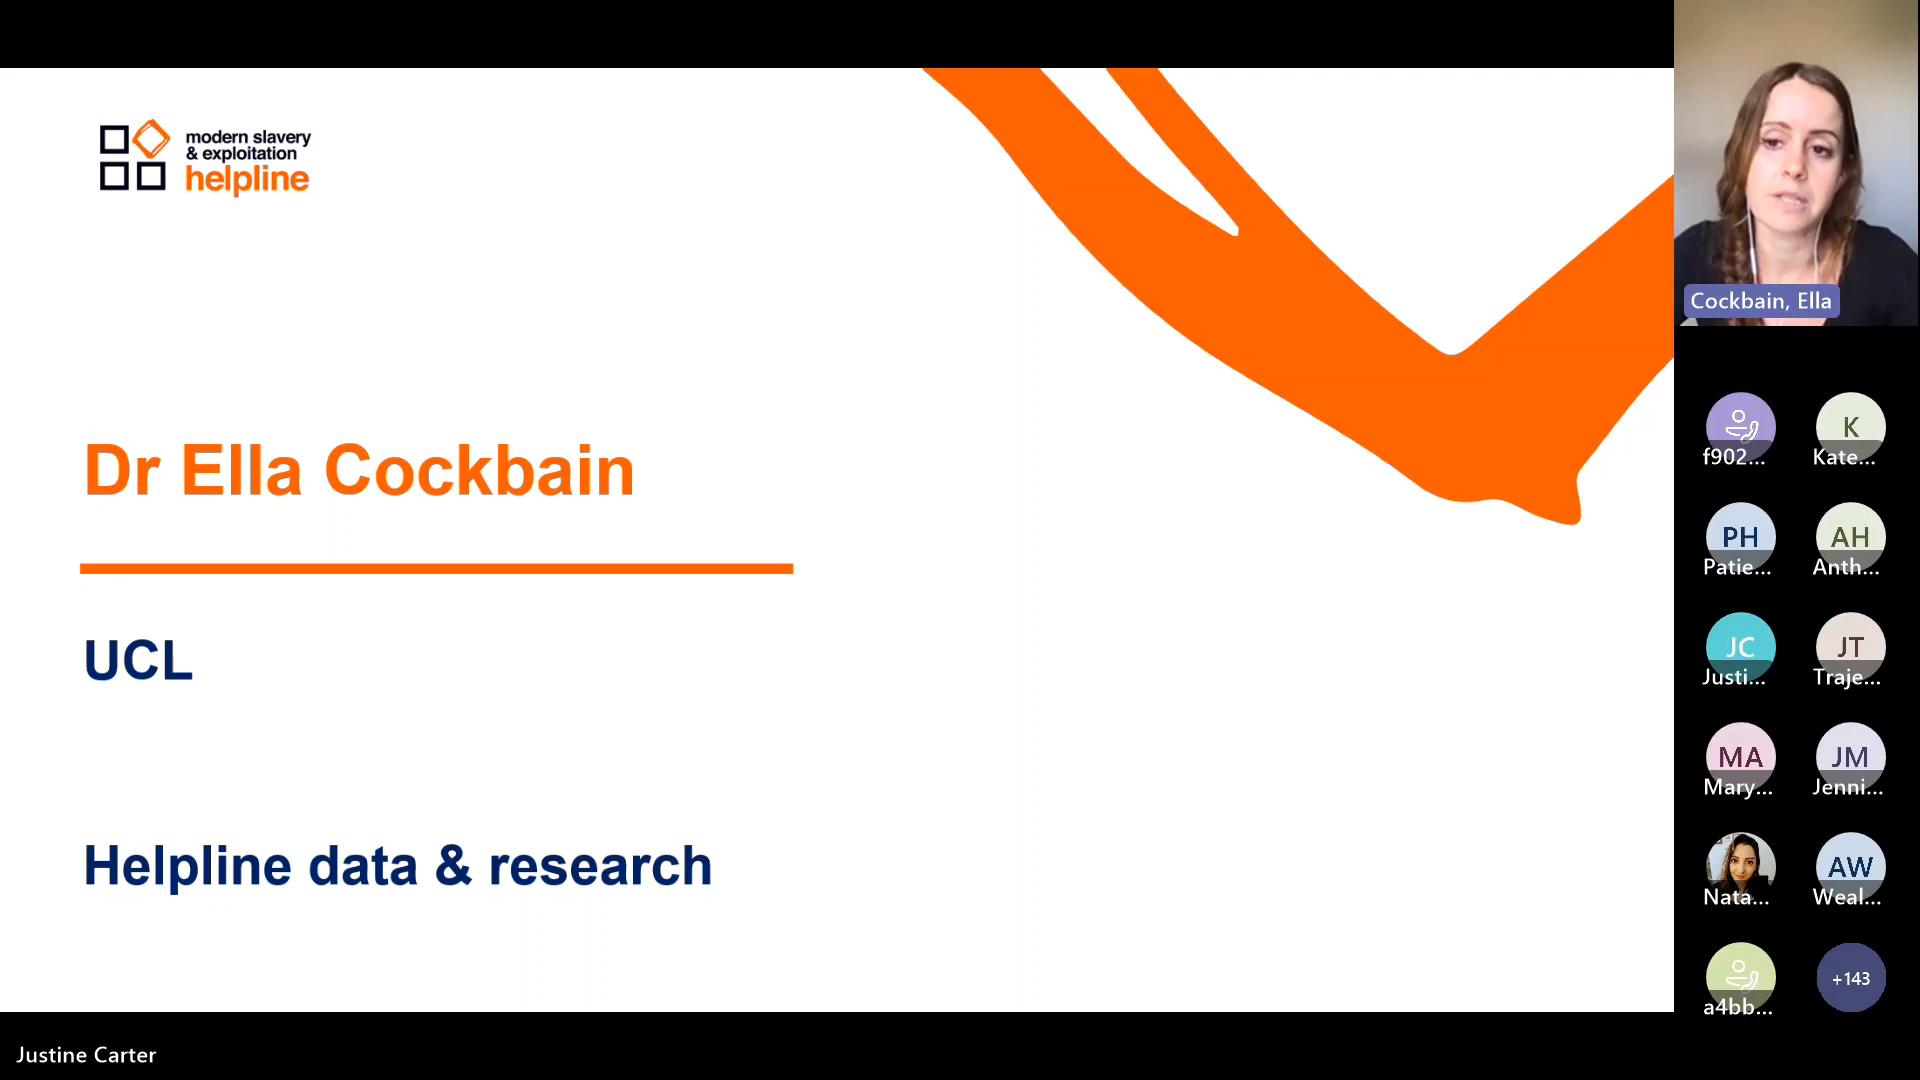 modern slavery
& exploitation
helpline
Dr Ella Cockbain
UCL
Helpline data & research
Cockbain, Ella
f902...
K
Kate...
PH
Patie...
AH
Anth...
JC
Justi...
JT
Traje...
MA
Mary...
JM
Jenni...
Nata...
AW
Weal...
a4bb...
+143
Justine Carter